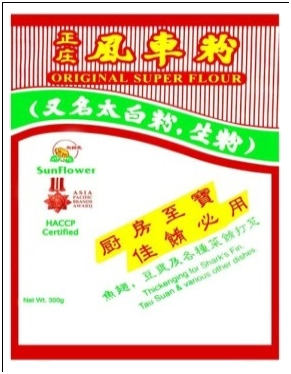 正庄 風車粉
ORIGINAL SUPER FLOUR
(又名太白粉，生粉)
SunFlower
ASIA
PACIFIC
BRANDS
AWARD
HACCP
Certified
厨房至寶
佳餚必用
魚翅，豆爽及各種菜餚打芡
Thickenging for Shark's Fin,
Tau Suan & various other dishes.
Net Wt. 300g